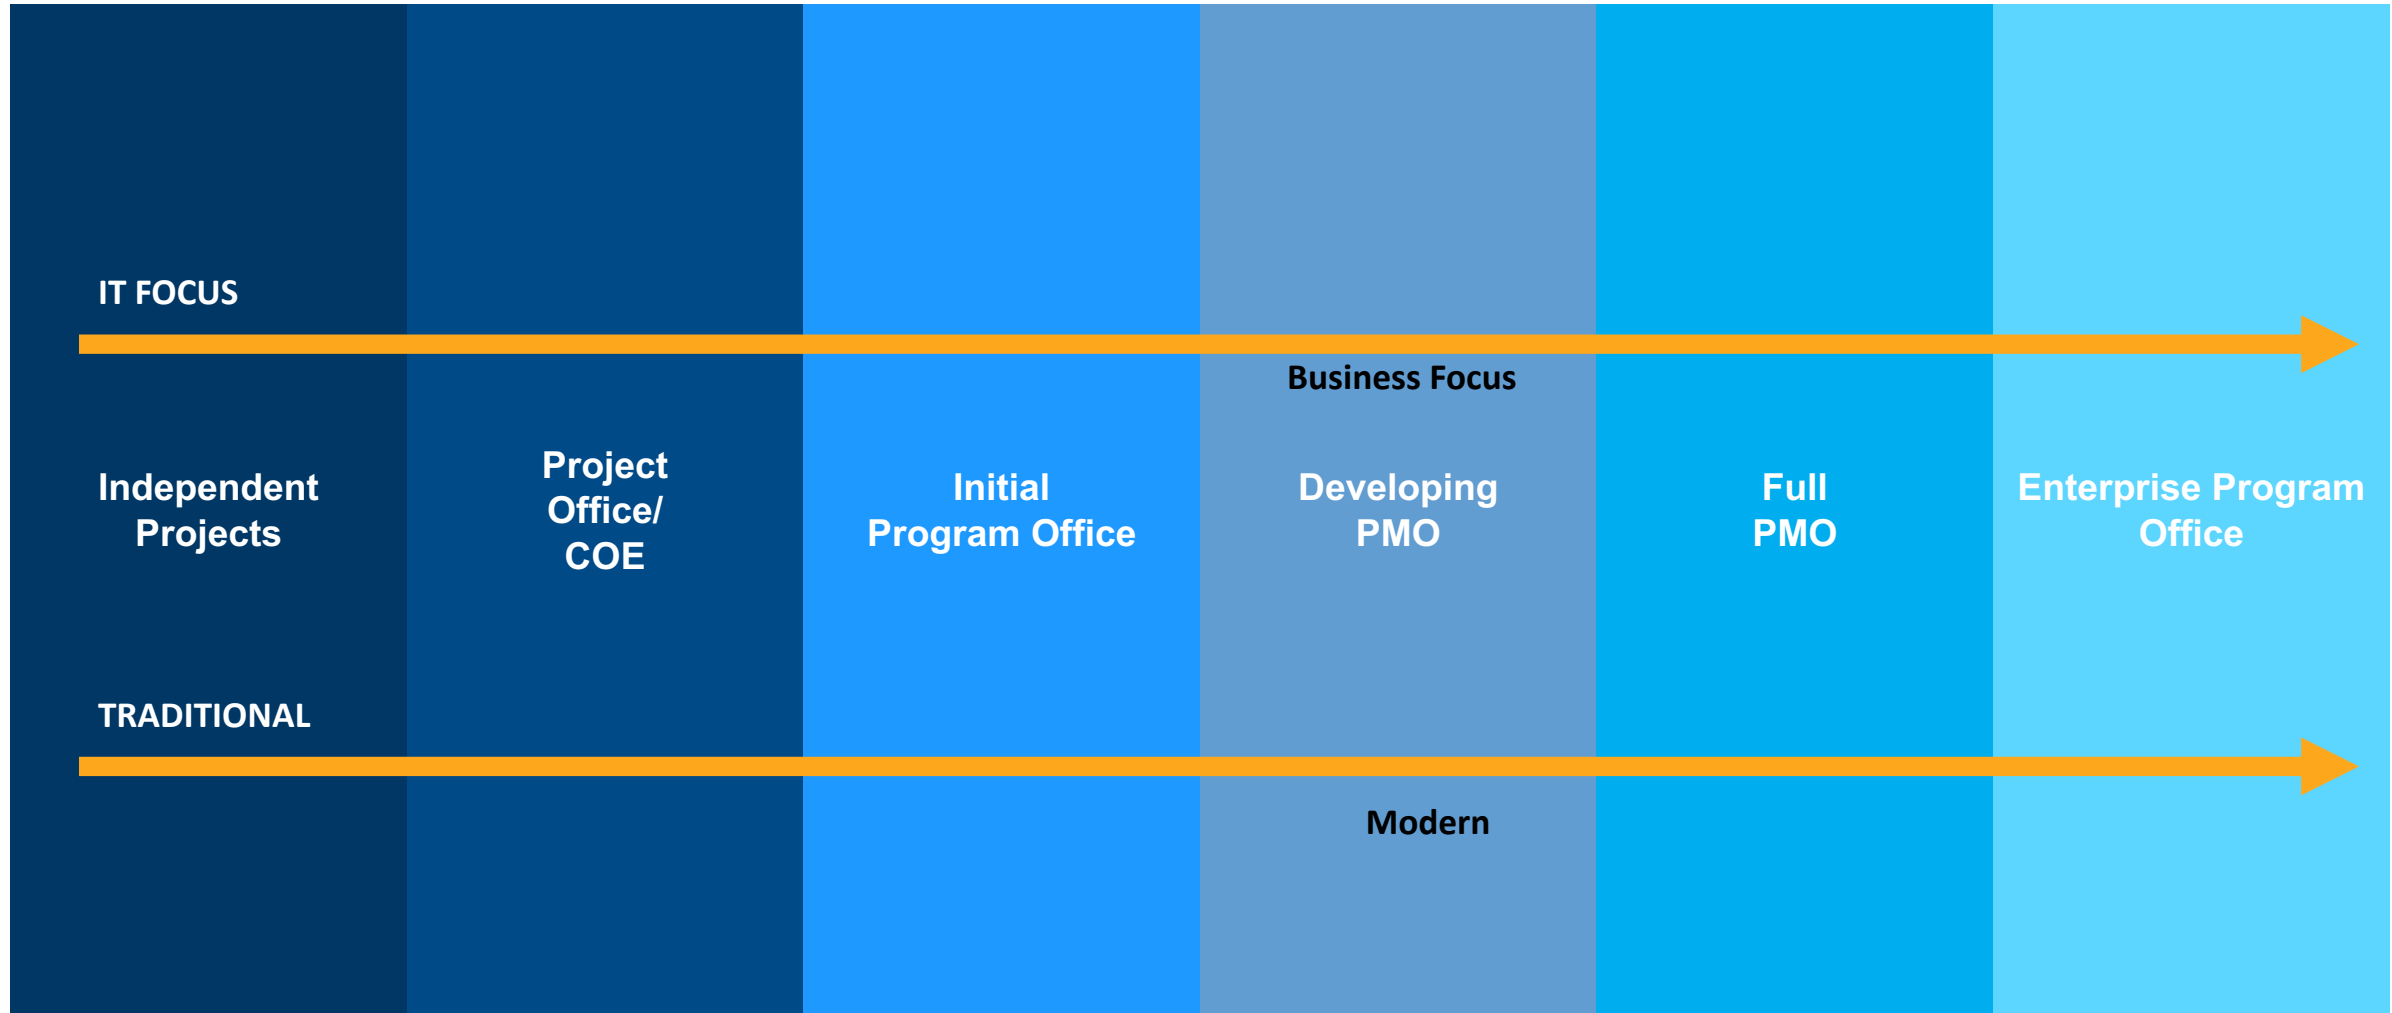 IT FOCUS
Business Focus
Independent
Projects
Project
Office/
COE
Initial
Program Office
Developing
PMO
Full
PMO
Enterprise Program
Office
TRADITIONAL
Modern